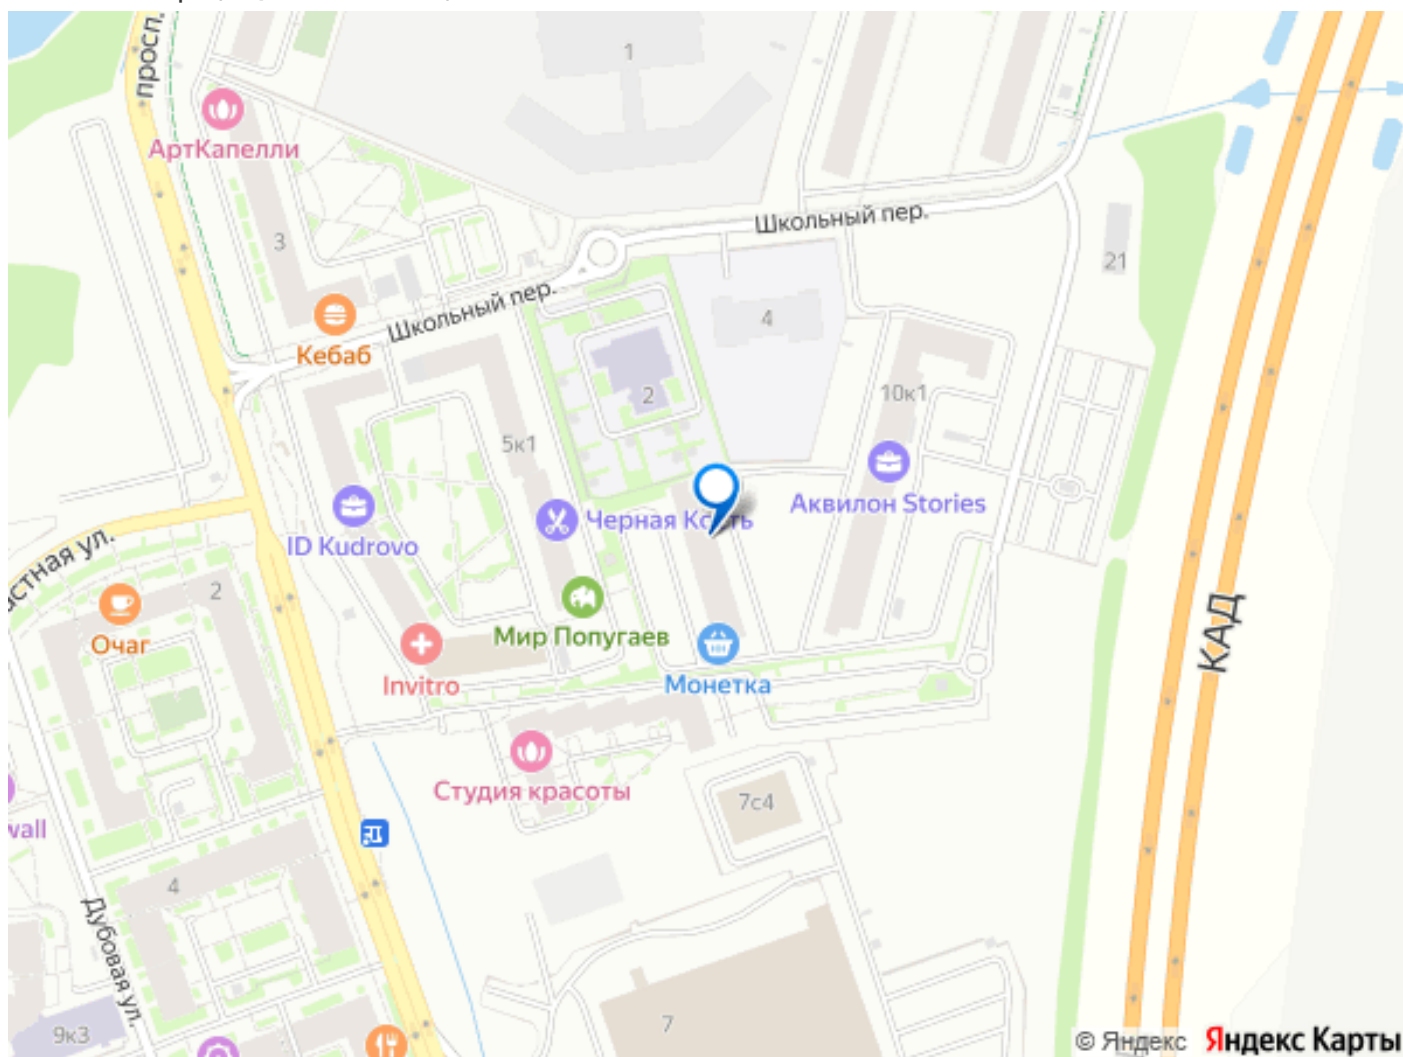 просп.
1
АртКапелли
Школьный пер.
3
21
Школьный пер.
4
Кебаб
2
10к1
5к1
Аквилон Stories
Черная К
ть
ID Kudrovo
стная ул.
2
КАД
Очаг
Мир Попугаев
Invitro
Монетка
Студия красоты
7с4
wall
4
Дубовая ул.
9к3
7
© Яндекс Яндекс Карты